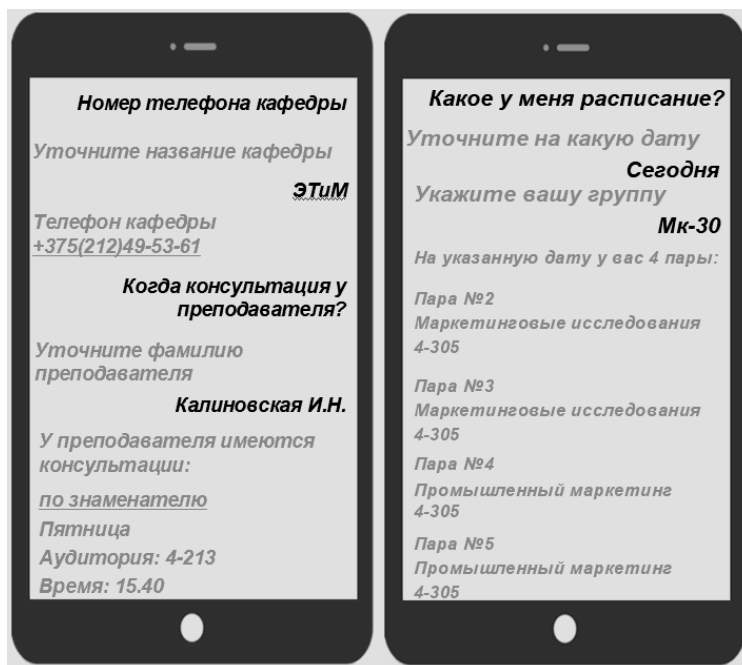 Номер телефона кафедры
Уточните название кафедры
ЭТиМ
Телефон кафедры
+375(212)49-53-61
Когда консультация у
преподавателя?
Уточните фамилию
преподавателя
Калиновская И.Н.
У преподавателя имеются
консультации:
по знаменателю
Пятница
Аудитория: 4-213
Время: 15.40
Какое у меня расписание?
Уточните на какую дату
Сегодня
Укажите вашу группу
Мк-30
На указанную дату у вас 4 пары:
Пара №2
Маркетинговые исследования
4-305
Пара №3
Маркетинговые исследования
4-305
Пара №4
Промышленный маркетинг
4-305
Пара №5
Промышленный маркетинг
4-305